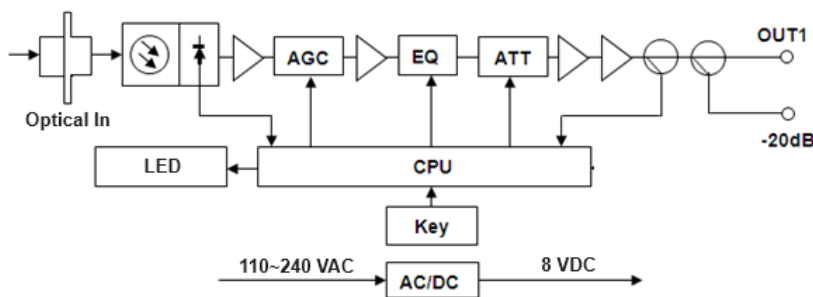 OUT1
AGC
EQ
ATT
Optical In
-20dB
LED
CPU
Key
110~240 VAC
AC/DC
8 VDC